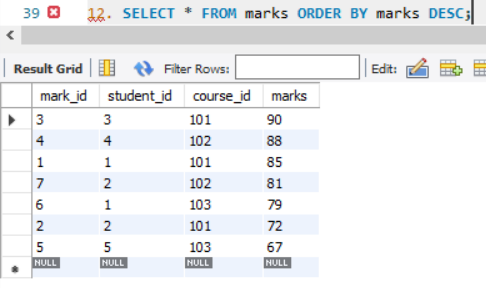 39 12. SELECT * FROM marks ORDER BY marks DESC;
Result Grid Filter Rows: Edit:
mark_id student_id course_id marks
3 3 101 90
4 4 102 88
1 1 101 85
7 2 102 81
6 1 103 79
2 2 101 72
5 5 103 67
NULL NULL NULL NULL